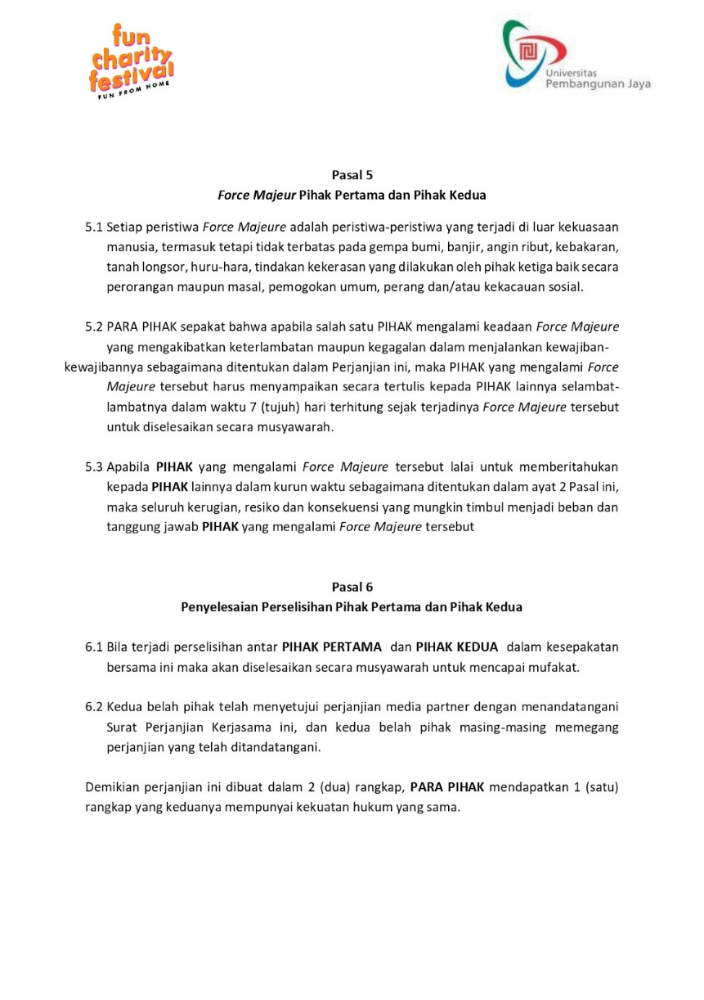 fun
charity
festival
FUN FROM HOME
Universitas
Pembangunan Jaya
Pasal 5
Force Majeur Pihak Pertama dan Pihak Kedua
5.1 Setiap peristiwa Force Majeure adalah peristiwa-peristiwa yang terjadi di luar kekuasaan
manusia, termasuk tetapi tidak terbatas pada gempa bumi, banjir, angin ribut, kebakaran,
tanah longsor, huru-hara, tindakan kekerasan yang dilakukan oleh pihak ketiga baik secara
perorangan maupun masal, pemogokan umum, perang dan/atau kekacauan sosial.
5.2 PARA PIHAK sepakat bahwa apabila salah satu PIHAK mengalami keadaan Force Majeure
yang mengakibatkan keterlambatan maupun kegagalan dalam menjalankan kewajiban-
kewajibannya sebagaimana ditentukan dalam Perjanjian ini, maka PIHAK yang mengalami Force
Majeure tersebut harus menyampaikan secara tertulis kepada PIHAK lainnya selambat-
lambatnya dalam waktu 7 (tujuh) hari terhitung sejak terjadinya Force Majeure tersebut
untuk diselesaikan secara musyawarah.
5.3 Apabila PIHAK yang mengalami Force Majeure tersebut lalai untuk memberitahukan
kepada PIHAK lainnya dalam kurun waktu sebagaimana ditentukan dalam ayat 2 Pasal ini,
maka seluruh kerugian, resiko dan konsekuensi yang mungkin timbul menjadi beban dan
tanggung jawab PIHAK yang mengalami Force Majeure tersebut
Pasal 6
Penyelesaian Perselisihan Pihak Pertama dan Pihak Kedua
6.1 Bila terjadi perselisihan antar PIHAK PERTAMA dan PIHAK KEDUA dalam kesepakatan
bersama ini maka akan diselesaikan secara musyawarah untuk mencapai mufakat.
6.2 Kedua belah pihak telah menyetujui perjanjian media partner dengan menandatangani
Surat Perjanjian Kerjasama ini, dan kedua belah pihak masing-masing memegang
perjanjian yang telah ditandatangani.
Demikian perjanjian ini dibuat dalam 2 (dua) rangkap, PARA PIHAK mendapatkan 1 (satu)
rangkap yang keduanya mempunyai kekuatan hukum yang sama.